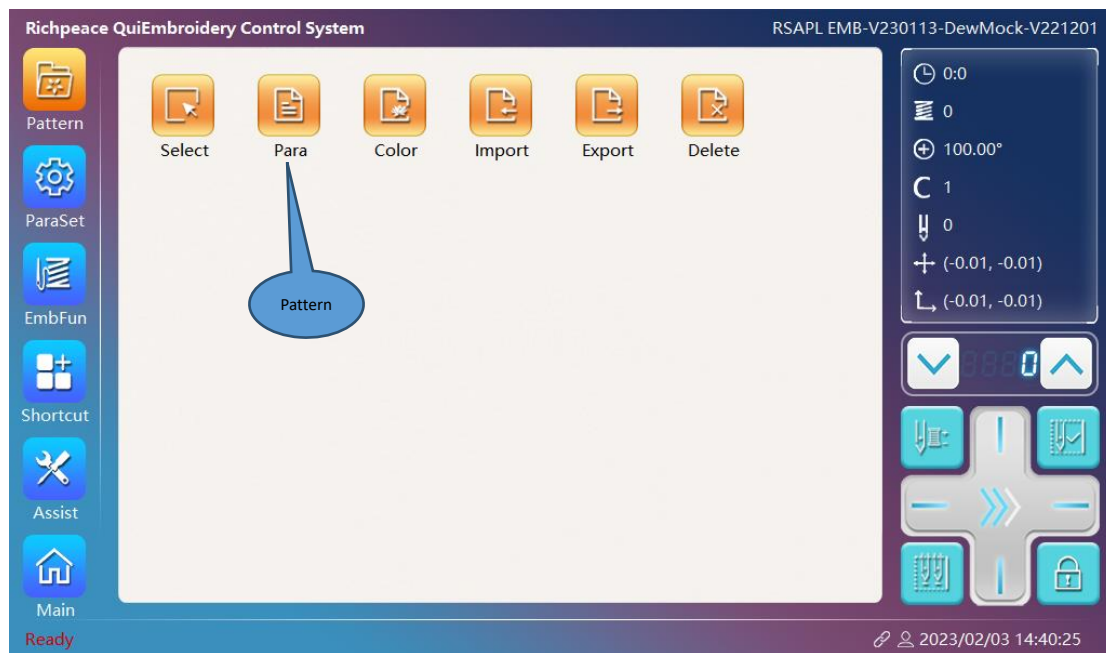 Richpeace QuiEmbroidery Control System
RSAPL EMB-V230113-DewMock-V221201
Pattern
ParaSet
EmbFun
Shortcut
Assist
Main
Select
Para
Color
Import
Export
Delete
Pattern
0:0
0
100.00°
C 1
0
(-0.01, -0.01)
(-0.01, -0.01)
0
Ready
2023/02/03 14:40:25